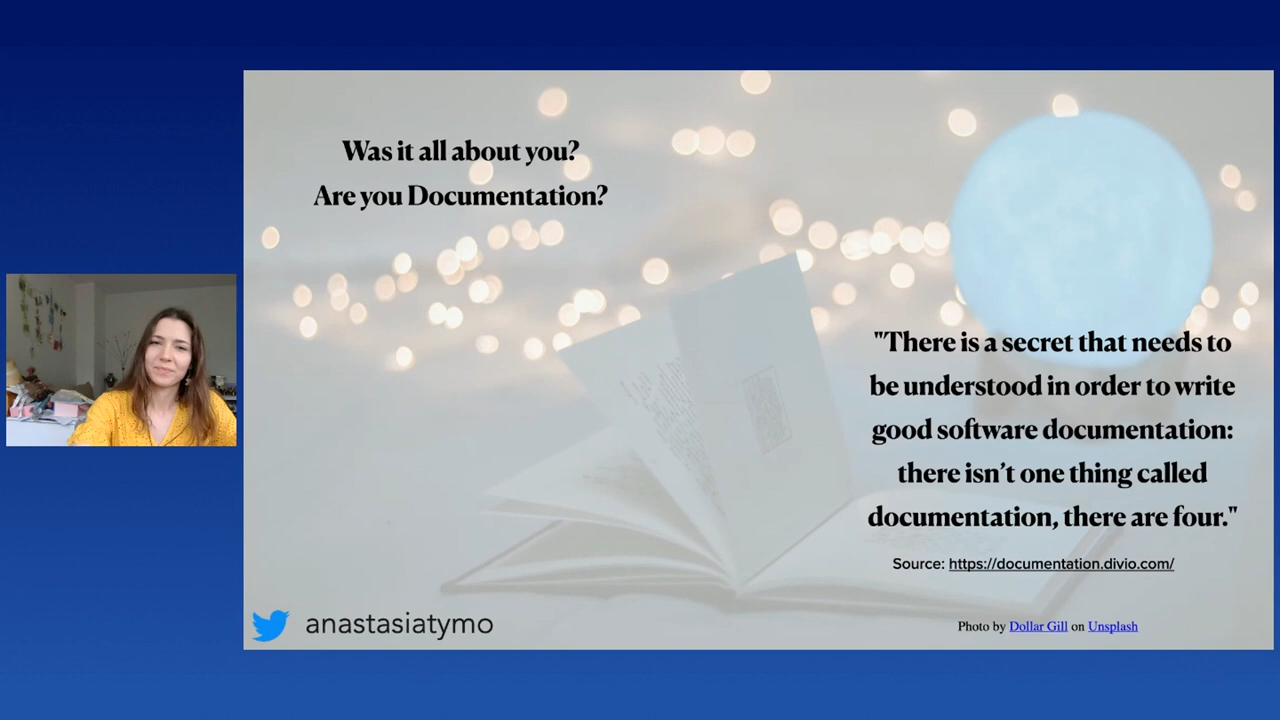 Was it all about you?
Are you Documentation?
"There is a secret that needs to
be understood in order to write
good software documentation:
there isn’t one thing called
documentation, there are four."
Source: https://documentation.divio.com/
anastasiatymo
Photo by Dollar Gill on Unsplash